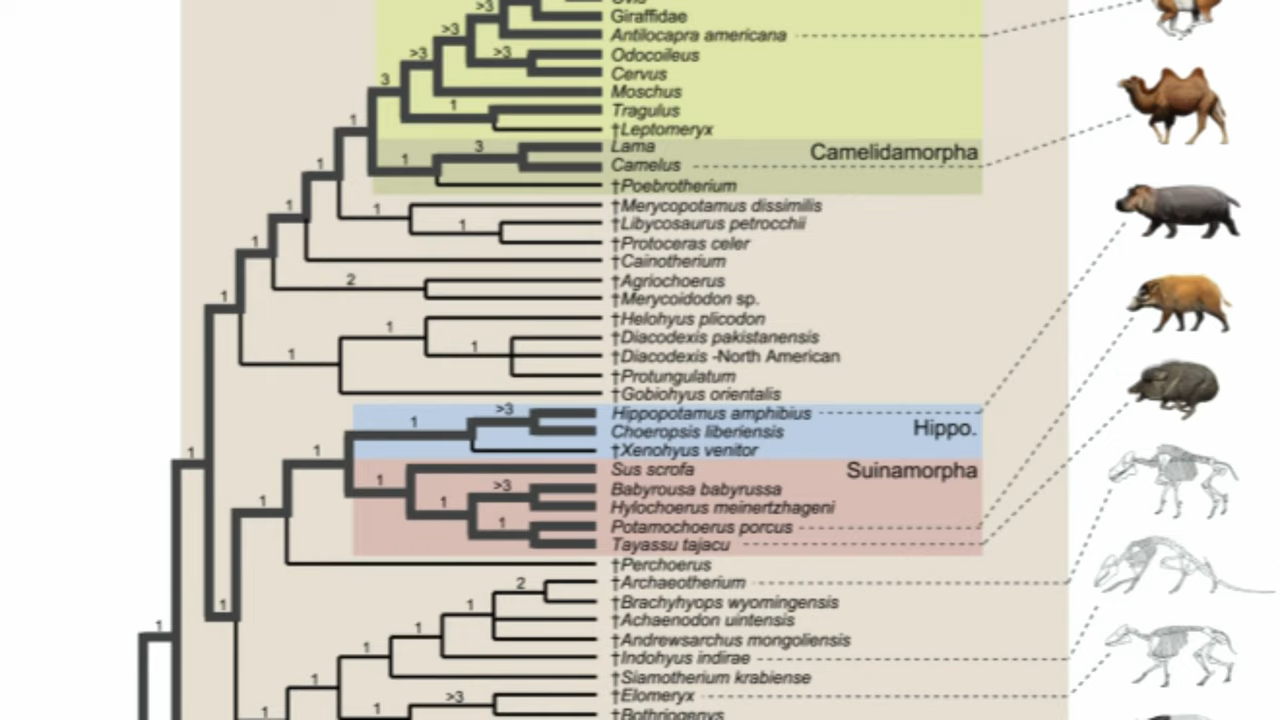 Giraffidae
Antilocapra americana
Odocoileus
Cervus
Moschus
Tragulus
†Leptomeryx
Lama
Camelus
Camelidamorpha
†Poebrotherium
†Merycopotamus dissimilis
†Libycosaurus petrocchii
†Protoceras celer
†Cainotherium
†Agriochoerus
†Merycoidodon sp.
†Helohyus plicodon
†Diacodexis pakistanensis
†Diacodexis -North American
†Protungulatum
†Gobiohyus orientalis
Hippopotamus amphibius
Choeropsis liberiensis
Hippo.
†Xenohyus venitor
Sus scrofa
Suinamorpha
Babyrousa babyrussa
Hylochoerus meinertzhageni
Potamochoerus porcus
Tayassu tajacu
†Perchoerus
†Archaeotherium
†Brachyhyops wyomingensis
†Achaenodon uintensis
†Andrewsarchus mongoliensis
†Indohyus indirae
†Siamotherium krabiense
†Elomeryx
†Bothriogenys
>3
>3
>3
>3
3
1
1
3
1
1
1
1
1
1
2
1
1
1
1
>3
1
1
1
1
>3
1
1
1
2
1
1
1
1
1
1
>3
1
1